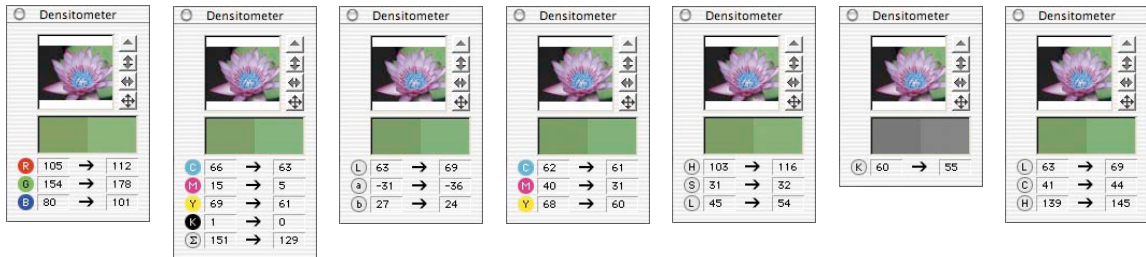 Densitometer
R 105 → 112
G 154 → 178
B 80 → 101
Densitometer
C 66 → 63
M 15 → 5
Y 69 → 61
K 1 → 0
Σ 151 → 129
Densitometer
L 63 → 69
a -31 → -36
b 27 → 24
Densitometer
C 62 → 61
M 40 → 31
Y 68 → 60
Densitometer
H 103 → 116
S 31 → 32
L 45 → 54
Densitometer
K 60 → 55
Densitometer
L 63 → 69
C 41 → 44
H 139 → 145